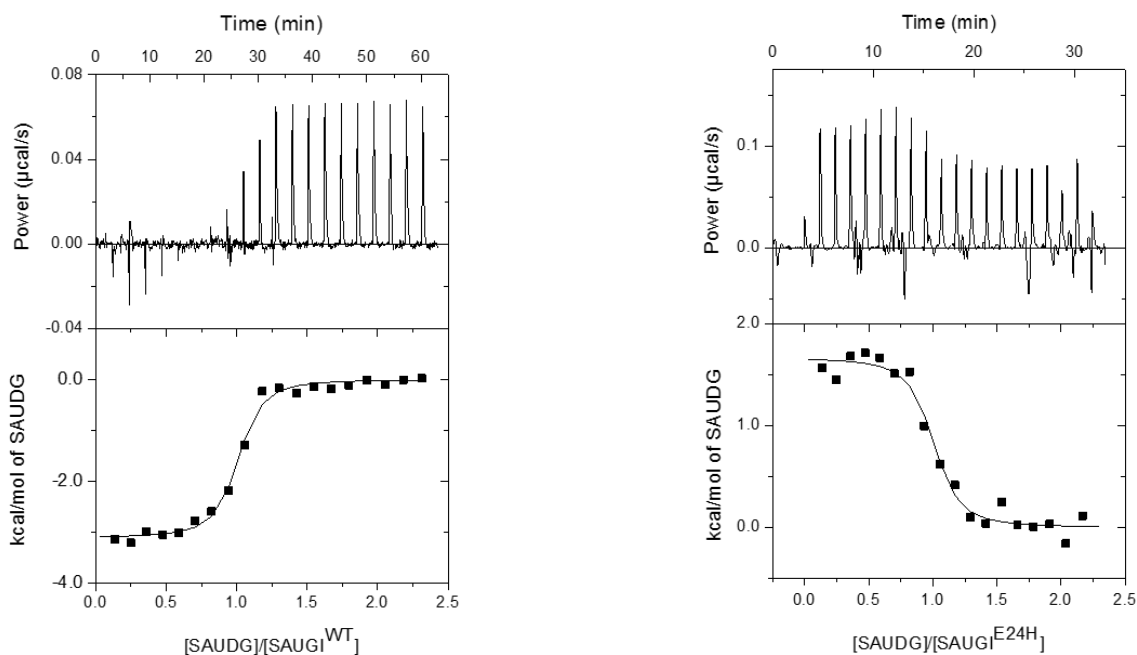 Time (min)
0 10 20 30 40 50 60
0.08
0.04
0.00
-0.04
Power (µcal/s)
0.0
-2.0
-4.0
kcal/mol of SAUDG
0.0 0.5 1.0 1.5 2.0 2.5
[SAUDG]/[SAUGI^WT]
Time (min)
0 10 20 30
0.1
0.0
Power (µcal/s)
2.0
1.0
0.0
kcal/mol of SAUDG
0.0 0.5 1.0 1.5 2.0 2.5
[SAUDG]/[SAUGI^E24H]